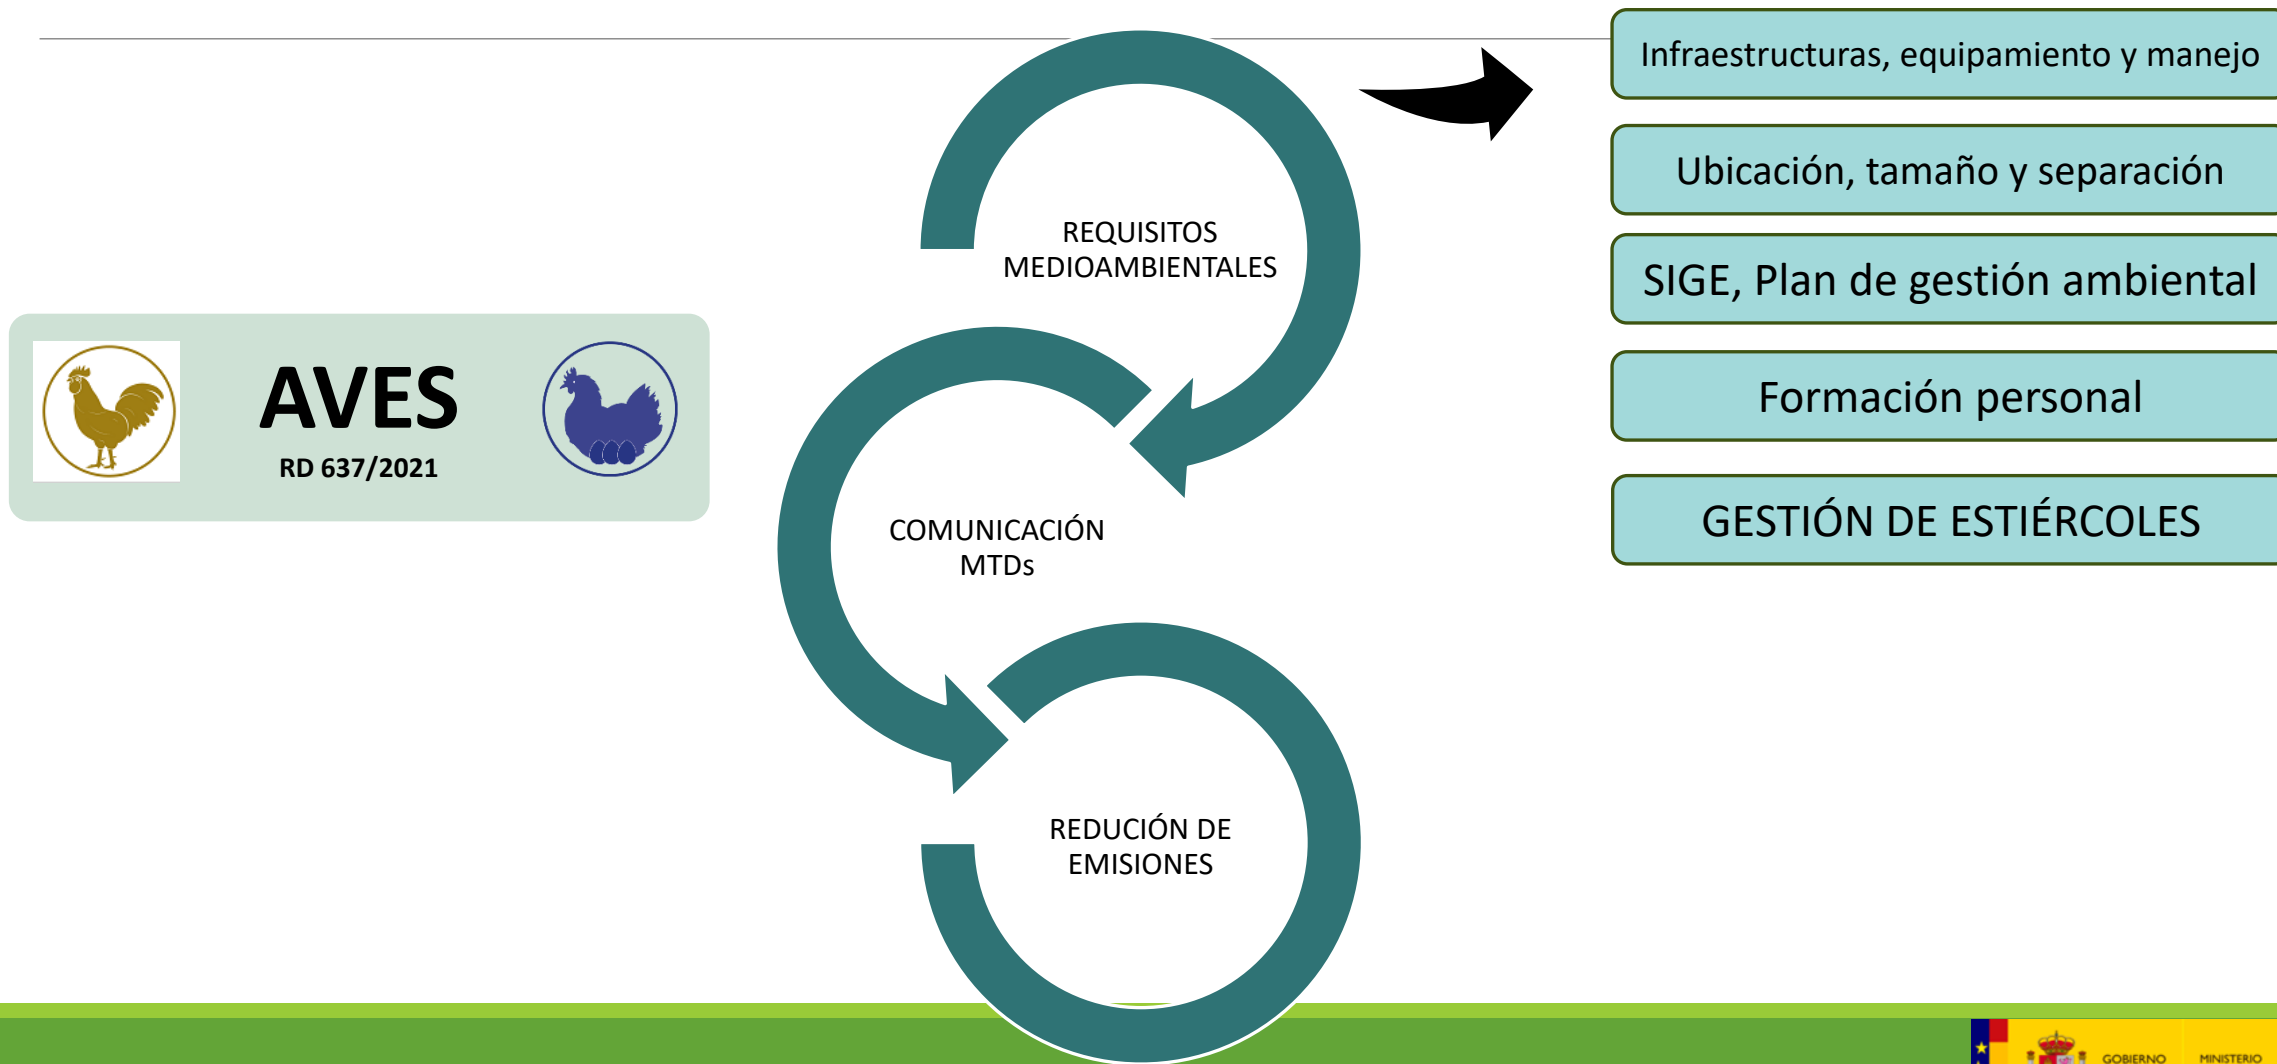 AVES
RD 637/2021
REQUISITOS
MEDIOAMBIENTALES
COMUNICACIÓN
MTDs
REDUCIÓN DE
EMISIONES
Infraestructuras, equipamiento y manejo
Ubicación, tamaño y separación
SIGE, Plan de gestión ambiental
Formación personal
GESTIÓN DE ESTIÉRCOLES
GOBIERNO MINISTERIO